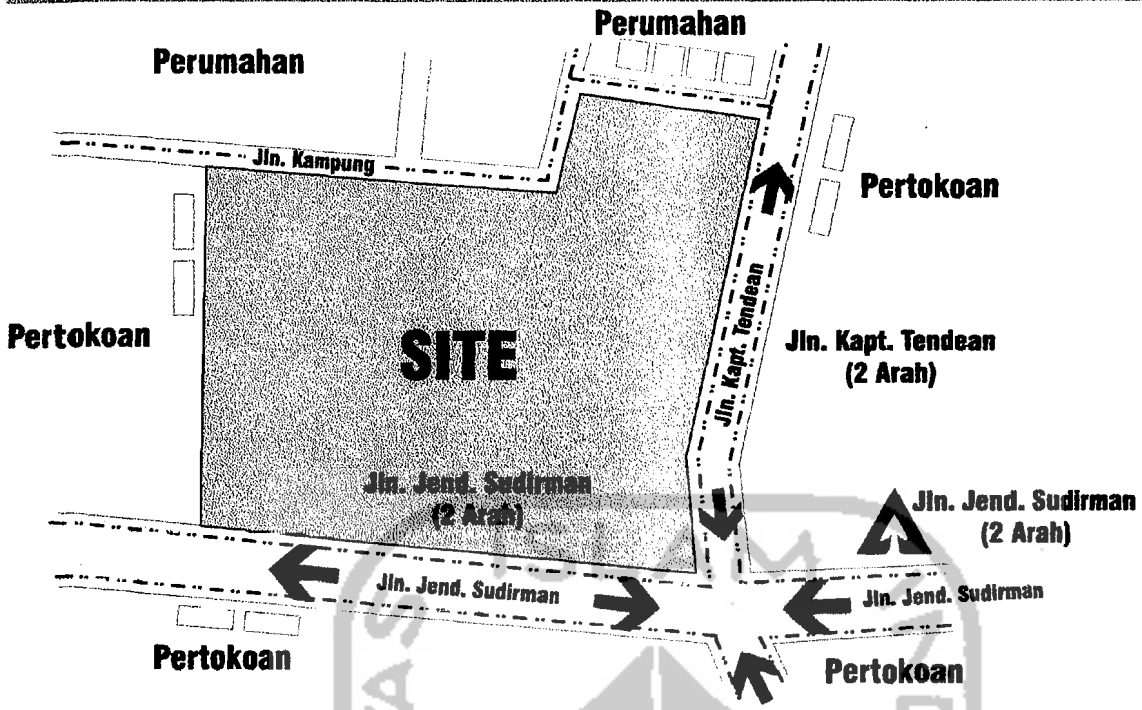 Perumahan
Perumahan
Jln. Kampung
Pertokoan
Pertokoan
SITE
Jln. Kapt. Tendean
Jln. Kapt. Tendean
(2 Arah)
Jln. Jend. Sudirman
(2 Arah)
Jln. Jend. Sudirman
(2 Arah)
ISLAM
Jln. Jend. Sudirman
Jln. Jend. Sudirman
Pertokoan
Pertokoan